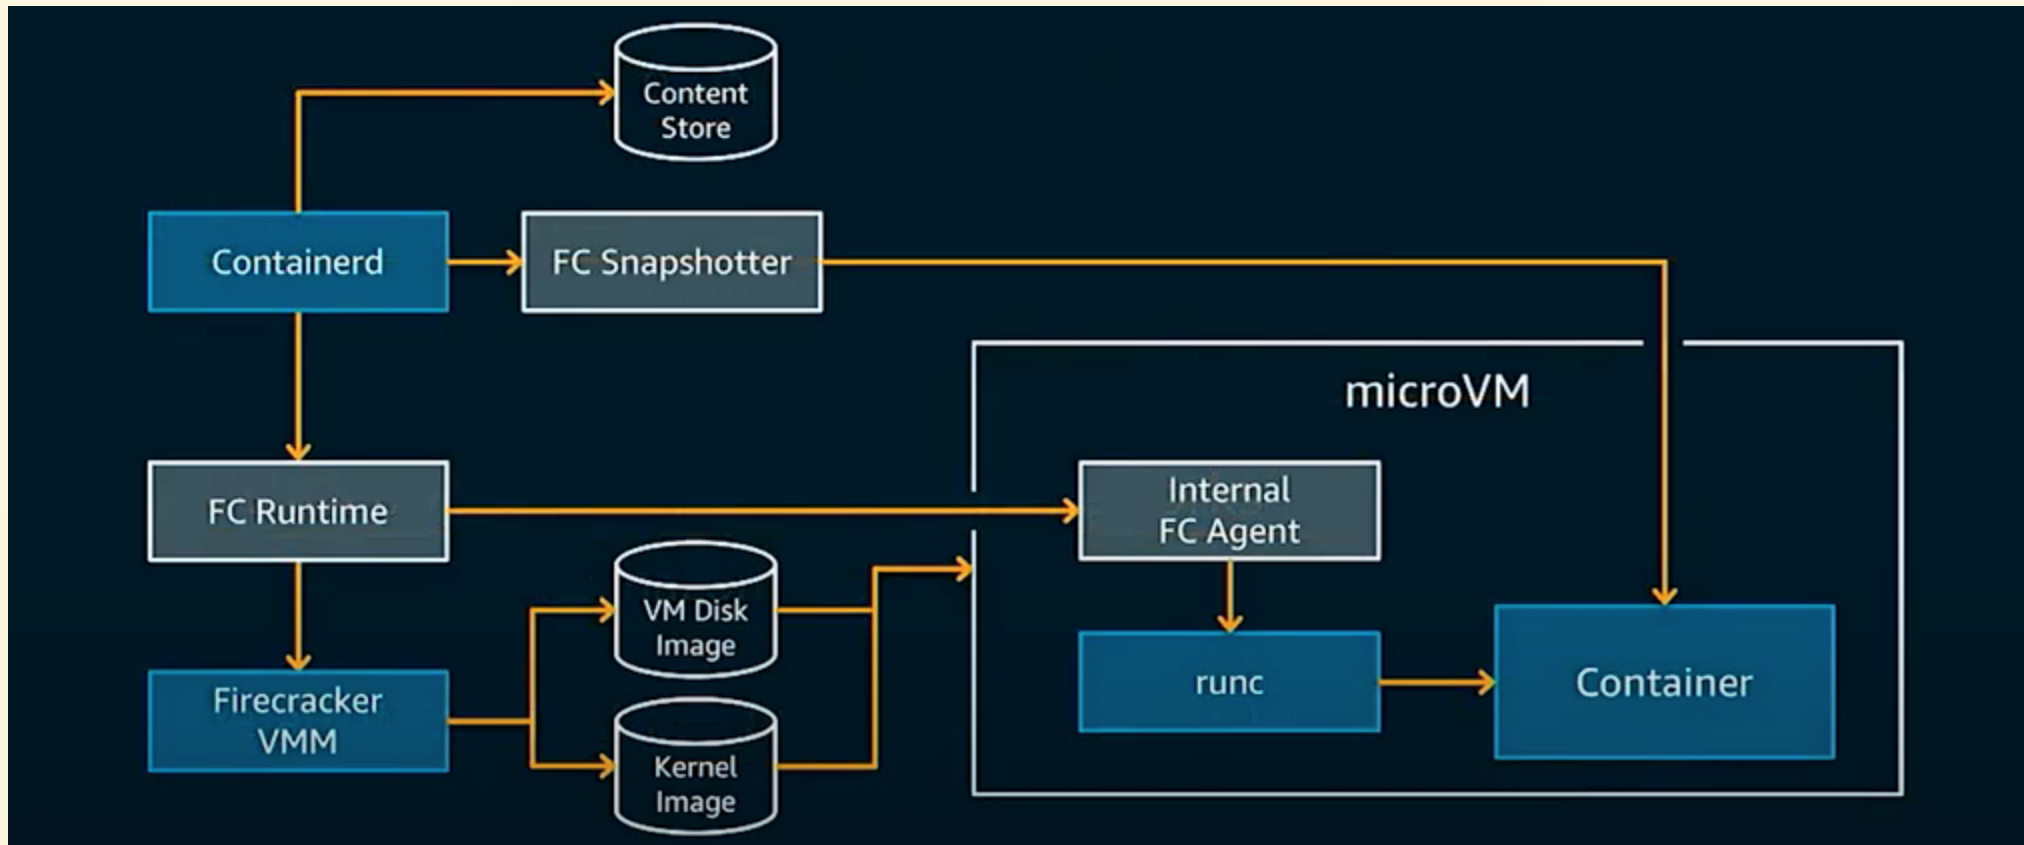 Content
Store
Containerd
FC Snapshotter
microVM
FC Runtime
Internal
FC Agent
VM Disk
Image
runc
Container
Firecracker
VMM
Kernel
Image